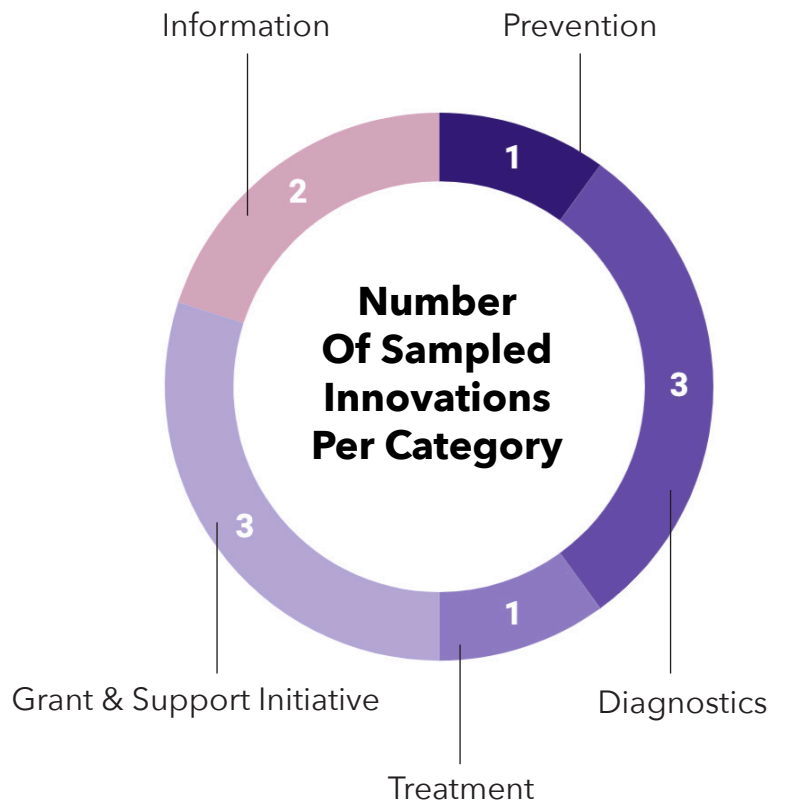 Information
Prevention
1
2
Number
Of Sampled
Innovations
Per Category
3
3
1
Grant & Support Initiative
Diagnostics
Treatment